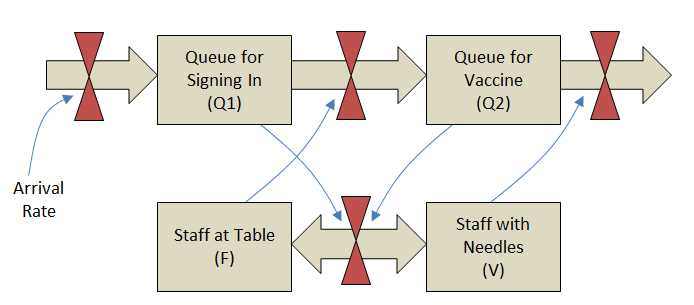 Queue for
Signing In
(Q1)
Queue for
Vaccine
(Q2)
Arrival
Rate
Staff at Table
(F)
Staff with
Needles
(V)